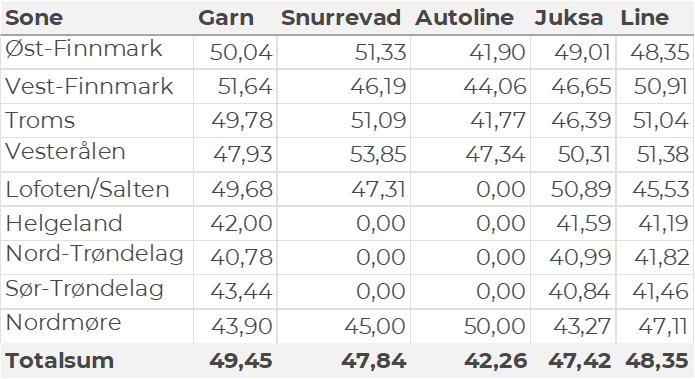 Sone Garn Snurrevad Autoline Juksa Line
Øst-Finnmark 50,04 51,33 41,90 49,01 48,35
Vest-Finnmark 51,64 46,19 44,06 46,65 50,91
Troms 49,78 51,09 41,77 46,39 51,04
Vesterålen 47,93 53,85 47,34 50,31 51,38
Lofoten/Salten 49,68 47,31 0,00 50,89 45,53
Helgeland 42,00 0,00 0,00 41,59 41,19
Nord-Trøndelag 40,78 0,00 0,00 40,99 41,82
Sør-Trøndelag 43,44 0,00 0,00 40,84 41,46
Nordmøre 43,90 45,00 50,00 43,27 47,11
Totalsum 49,45 47,84 42,26 47,42 48,35